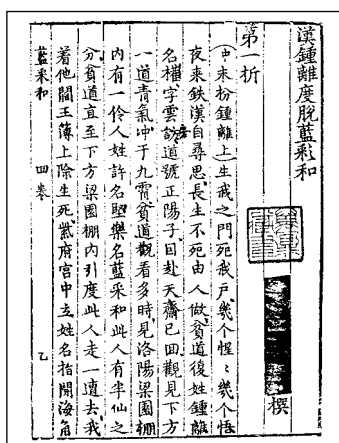 漢鍾離度脫藍彩和
撰
第一折
(冲末扮鍾離上)生我之門死我戶幾个惺〻幾个悟
夜來鉄漢自尋思長生不死由人做貧道復姓鍾離
名權字雲房道號正陽子因赴天齋已回觀見下方
一道青氣冲于九霄貧道觀看多時見洛陽梁園棚
内有一伶人姓許名堅樂名藍采和此人有半仙之
分貧道直至下方梁園棚内引度此人走一遭去我
着他閻王簿上除生死紫府宮中立姓名指開海角
藍采和 四 乙